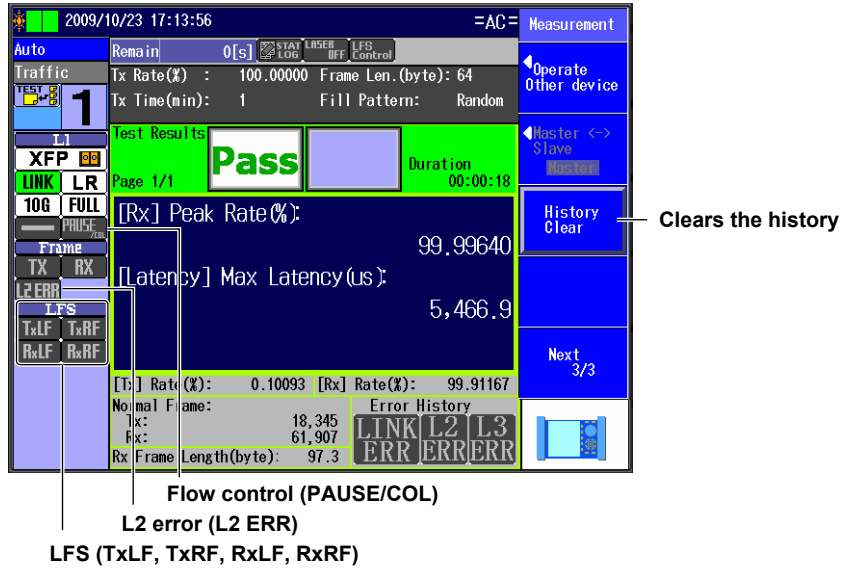 2009/10/23 17:13:56
=AC=
Measurement
Auto
Traffic
TEST
1
L1
XFP
LINK LR
10G FULL
PAUSE/COL
Frame
TX RX
L2 ERR
LFS
TxLF TxRF
RxLF RxRF
Remain 0[s] STAT LOG LASER OFF LFS Control
Tx Rate(%) : 100.00000 Frame Len.(byte): 64
Tx Time(min): 1 Fill Pattern: Random
Test Results
Pass
Duration
Page 1/1
00:00:18
[Rx] Peak Rate(%):
99.99640
[Latency] Max Latency(us):
5,466.9
[Tx] Rate(%): 0.10093 [Rx] Rate(%): 99.91167
Normal Frame:
Tx: 18,345
Rx: 61,907
Rx Frame Length(byte): 97.3
Error History
LINK ERR
L2 ERR
L3 ERR
Operate
Other device
Master <->
Slave
Master
History
Clear
Next
3/3
Clears the history
Flow control (PAUSE/COL)
L2 error (L2 ERR)
LFS (TxLF, TxRF, RxLF, RxRF)